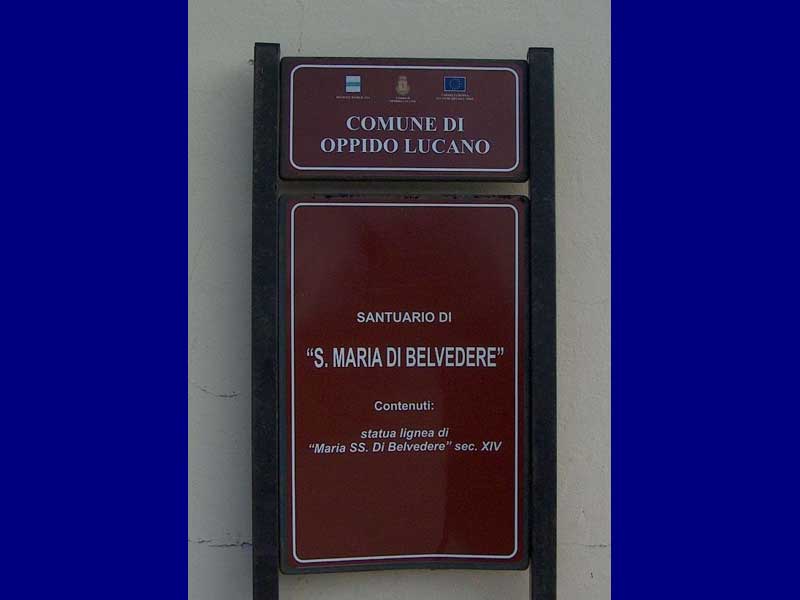 COMUNE DI
OPPIDO LUCANO
SANTUARIO DI
“S. MARIA DI BELVEDERE”
Contenuti:
statua lignea di
“Maria SS. Di Belvedere” sec. XIV